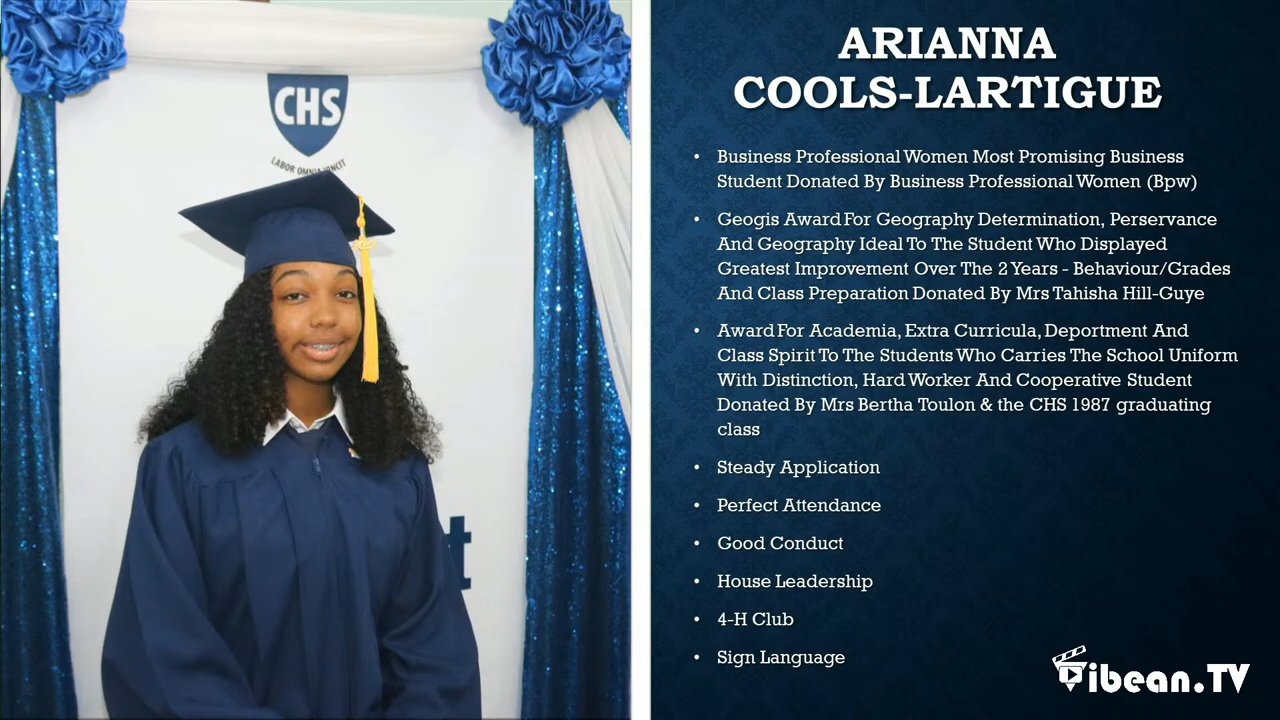 CHS
LABOR OMNIA VINCIT
ARIANNA
COOLS-LARTIGUE
• Business Professional Women Most Promising Business
Student Donated By Business Professional Women (Bpw)
• Geogis Award For Geography Determination, Perservance
And Geography Ideal To The Student Who Displayed
Greatest Improvement Over The 2 Years - Behaviour/Grades
And Class Preparation Donated By Mrs Tahisha Hill-Guye
• Award For Academia, Extra Curricula, Deportment And
Class Spirit To The Students Who Carries The School Uniform
With Distinction, Hard Worker And Cooperative Student
Donated By Mrs Bertha Toulon & the CHS 1987 graduating
class
• Steady Application
• Perfect Attendance
• Good Conduct
• House Leadership
• 4-H Club
• Sign Language
Vibean.TV